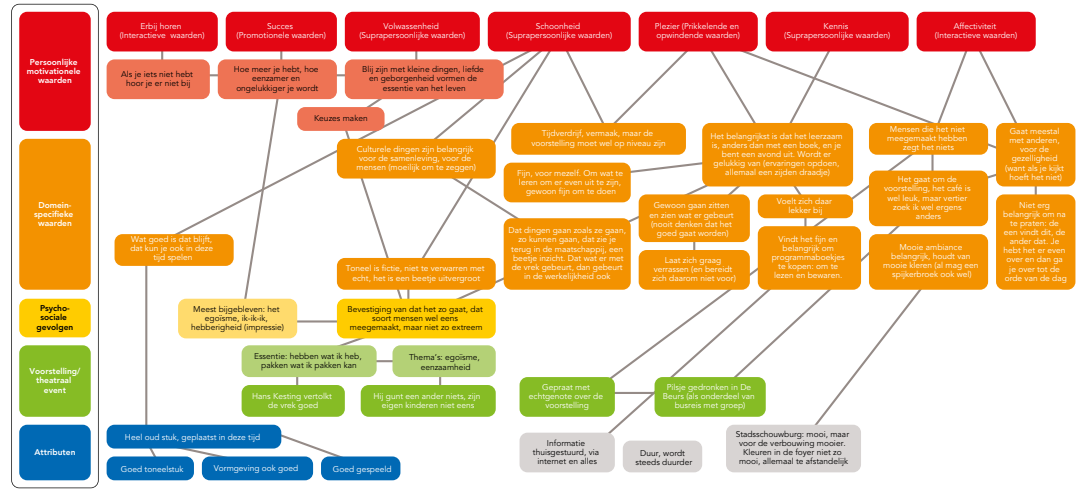 Persoonlijke
motivationele
waarden
Domein-
specifieke
waarden
Psycho-
sociale
gevolgen
Voorstelling/
theatraal
event
Attributen
Erbij horen
(Interactieve waarden)
Succes
(Promotionele waarden)
Volwassenheid
(Suprapersoonlijke waarden)
Schoonheid
(Suprapersoonlijke waarden)
Plezier (Prikkelende en
opwindende waarden)
Kennis
(Suprapersoonlijke waarden)
Affectiviteit
(Interactieve waarden)
Als je iets niet hebt
hoor je er niet bij
Hoe meer je hebt, hoe
eenzamer en
ongelukkiger je wordt
Blij zijn met kleine dingen, liefde
en geborgenheid vormen de
essentie van het leven
Keuzes maken
Culturele dingen zijn belangrijk
voor de samenleving, voor de
mensen (moeilijk om te zeggen)
Tijdverdrijf, vermaak, maar de
voorstelling moet wel op niveau zijn
Fijn, voor mezelf. Om wat te
leren om er even uit te zijn,
gewoon fijn om te doen
Het belangrijkst is dat het leerzaam
is, anders dan met een boek, en je
bent een avond uit. Wordt er
gelukkig van (ervaringen opdoen,
allemaal een zijden draadje)
Mensen die het niet
meegemaakt hebben
zegt het niets
Gaat meestal
met anderen,
voor de
gezelligheid
(want als je kijkt
hoeft het niet)
Het gaat om de
voorstelling, het café is
wel leuk, maar vertier
zoek ik wel ergens
anders
Gewoon gaan zitten
en zien wat er gebeurt
(nooit denken dat het
goed gaat worden)
Voelt zich daar
lekker bij
Niet erg
belangrijk om na
te praten: de
een vindt dit, de
ander dat. Je
hebt het er even
over en dan ga
je over tot de
orde van de dag
Wat goed is dat blijft,
dat kun je ook in deze
tijd spelen
Dat dingen gaan zoals ze gaan,
zo kunnen gaan, dat zie je
terug in de maatschappij, een
beetje inzicht. Dat wat er met
de vrek gebeurt, dan gebeurt
in de werkelijkheid ook
Vindt het fijn en
belangrijk om
programmaboekjes
te kopen: om te
lezen en bewaren.
Mooie ambiance
belangrijk, houdt van
mooie kleren (al mag een
spijkerbroek ook wel)
Laat zich graag
verrassen (en bereidt
zich daarom niet voor)
Toneel is fictie, niet te verwarren met
echt, het is een beetje uitvergroot
Meest bijgebleven: het
egoïsme, ik-ik-ik,
hebberigheid (impressie)
Bevestiging van dat het zo gaat, dat
soort mensen wel eens
meegemaakt, maar niet zo extreem
Essentie: hebben wat ik heb,
pakken wat ik pakken kan
Thema's: egoïsme,
eenzaamheid
Hans Kesting vertolkt
de vrek goed
Hij gunt een ander niets, zijn
eigen kinderen niet eens
Gepraat met
echtgenote over de
voorstelling
Pilsje gedronken in De
Beurs (als onderdeel van
busreis met groep)
Heel oud stuk, geplaatst in deze tijd
Goed toneelstuk
Vormgeving ook goed
Goed gespeeld
Informatie
thuisgestuurd, via
internet en alles
Duur, wordt
steeds duurder
Stadsschouwburg: mooi, maar
voor de verbouwing mooier.
Kleuren in de foyer niet zo
mooi, allemaal te afstandelijk